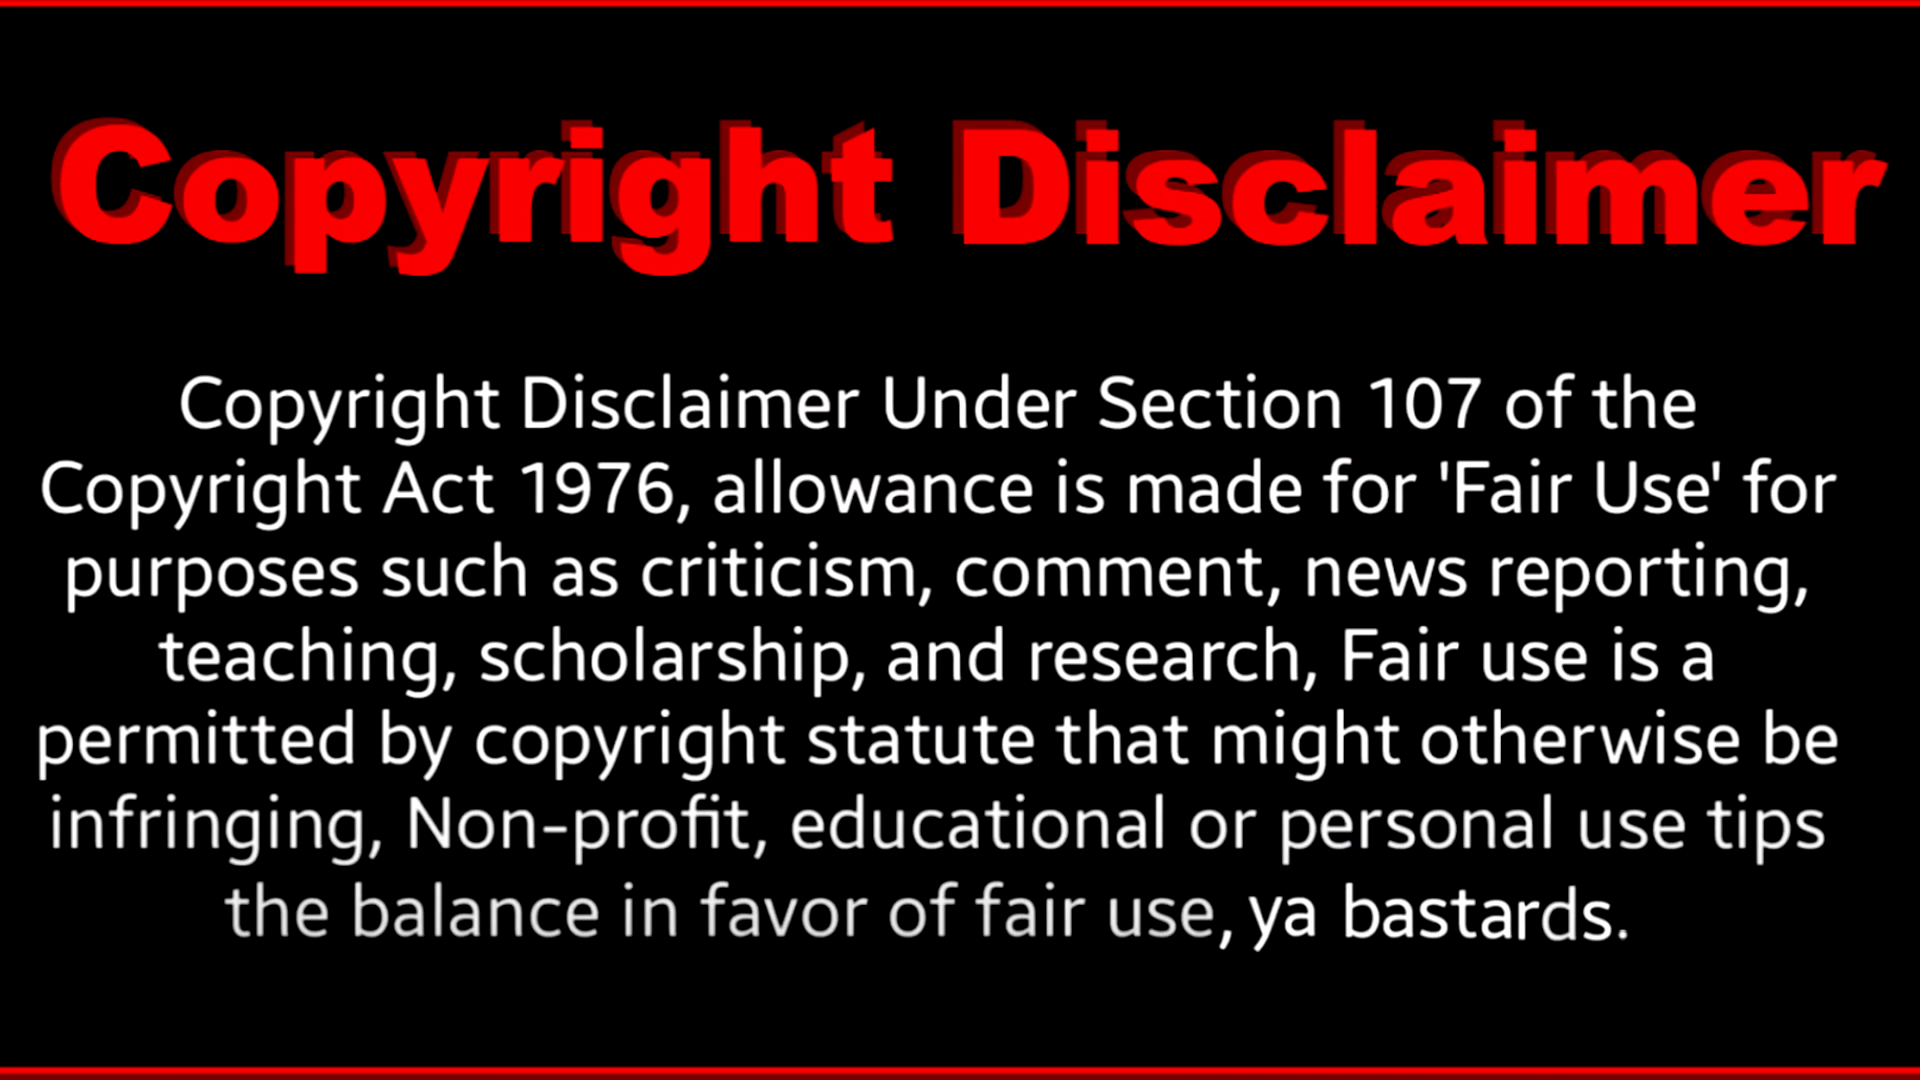 Copyright Disclaimer
Copyright Disclaimer Under Section 107 of the
Copyright Act 1976, allowance is made for 'Fair Use' for
purposes such as criticism, comment, news reporting,
teaching, scholarship, and research, Fair use is a
permitted by copyright statute that might otherwise be
infringing, Non-profit, educational or personal use tips
the balance in favor of fair use, ya bastards.